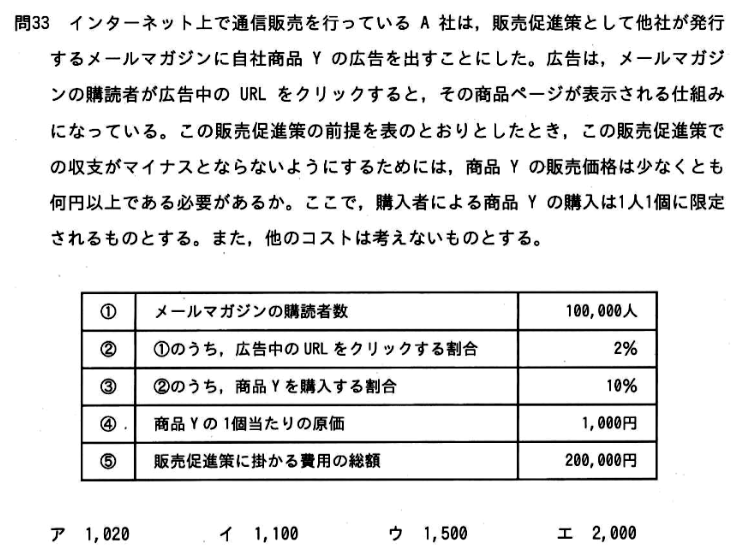 問33 インターネット上で通信販売を行っている A 社は，販売促進策として他社が発行
するメールマガジンに自社商品 Y の広告を出すことにした。広告は，メールマガジ
ンの購読者が広告中の URL をクリックすると，その商品ページが表示される仕組み
になっている。この販売促進策の前提を表のとおりとしたとき，この販売促進策で
の収支がマイナスとならないようにするためには，商品 Y の販売価格は少なくとも
何円以上である必要があるか。ここで，購入者による商品 Y の購入は1人1個に限定
されるものとする。また，他のコストは考えないものとする。
① メールマガジンの購読者数 100,000人
② ①のうち，広告中の URL をクリックする割合 2%
③ ②のうち，商品 Y を購入する割合 10%
④ 商品 Y の 1個当たりの原価 1,000円
⑤ 販売促進策に掛かる費用の総額 200,000円
ア 1,020 イ 1,100 ウ 1,500 エ 2,000